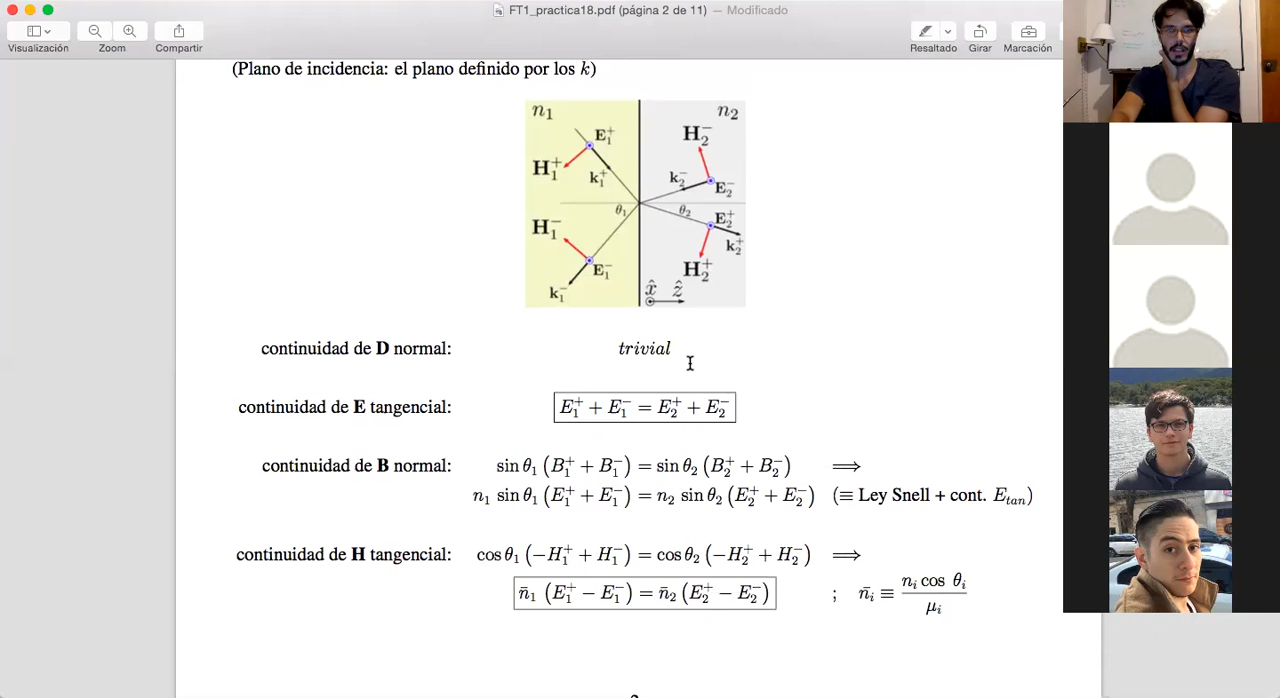 FT1_practica18.pdf (página 2 de 11) — Modificado
Visualización Zoom Compartir Resaltado Girar Marcación
(Plano de incidencia: el plano definido por los k)
n₁ n₂
E₁⁺ H₂⁻
H₁⁺ k₁⁺ k₂⁻ E₂⁻
θ₁ θ₂ E₂⁺
H₁⁻ k₂⁺
E₁⁻ H₂⁺
k₁⁻ x̂ ẑ
continuidad de D normal: trivial
continuidad de E tangencial: E₁⁺ + E₁⁻ = E₂⁺ + E₂⁻
continuidad de B normal: sin θ₁ (B₁⁺ + B₁⁻) = sin θ₂ (B₂⁺ + B₂⁻) ⟹
n₁ sin θ₁ (E₁⁺ + E₁⁻) = n₂ sin θ₂ (E₂⁺ + E₂⁻) (≡ Ley Snell + cont. Eₜₐₙ)
continuidad de H tangencial: cos θ₁ (−H₁⁺ + H₁⁻) = cos θ₂ (−H₂⁺ + H₂⁻) ⟹
n̄₁ (E₁⁺ − E₁⁻) = n̄₂ (E₂⁺ − E₂⁻) ; n̄ᵢ ≡ nᵢ cos θᵢ / μᵢ